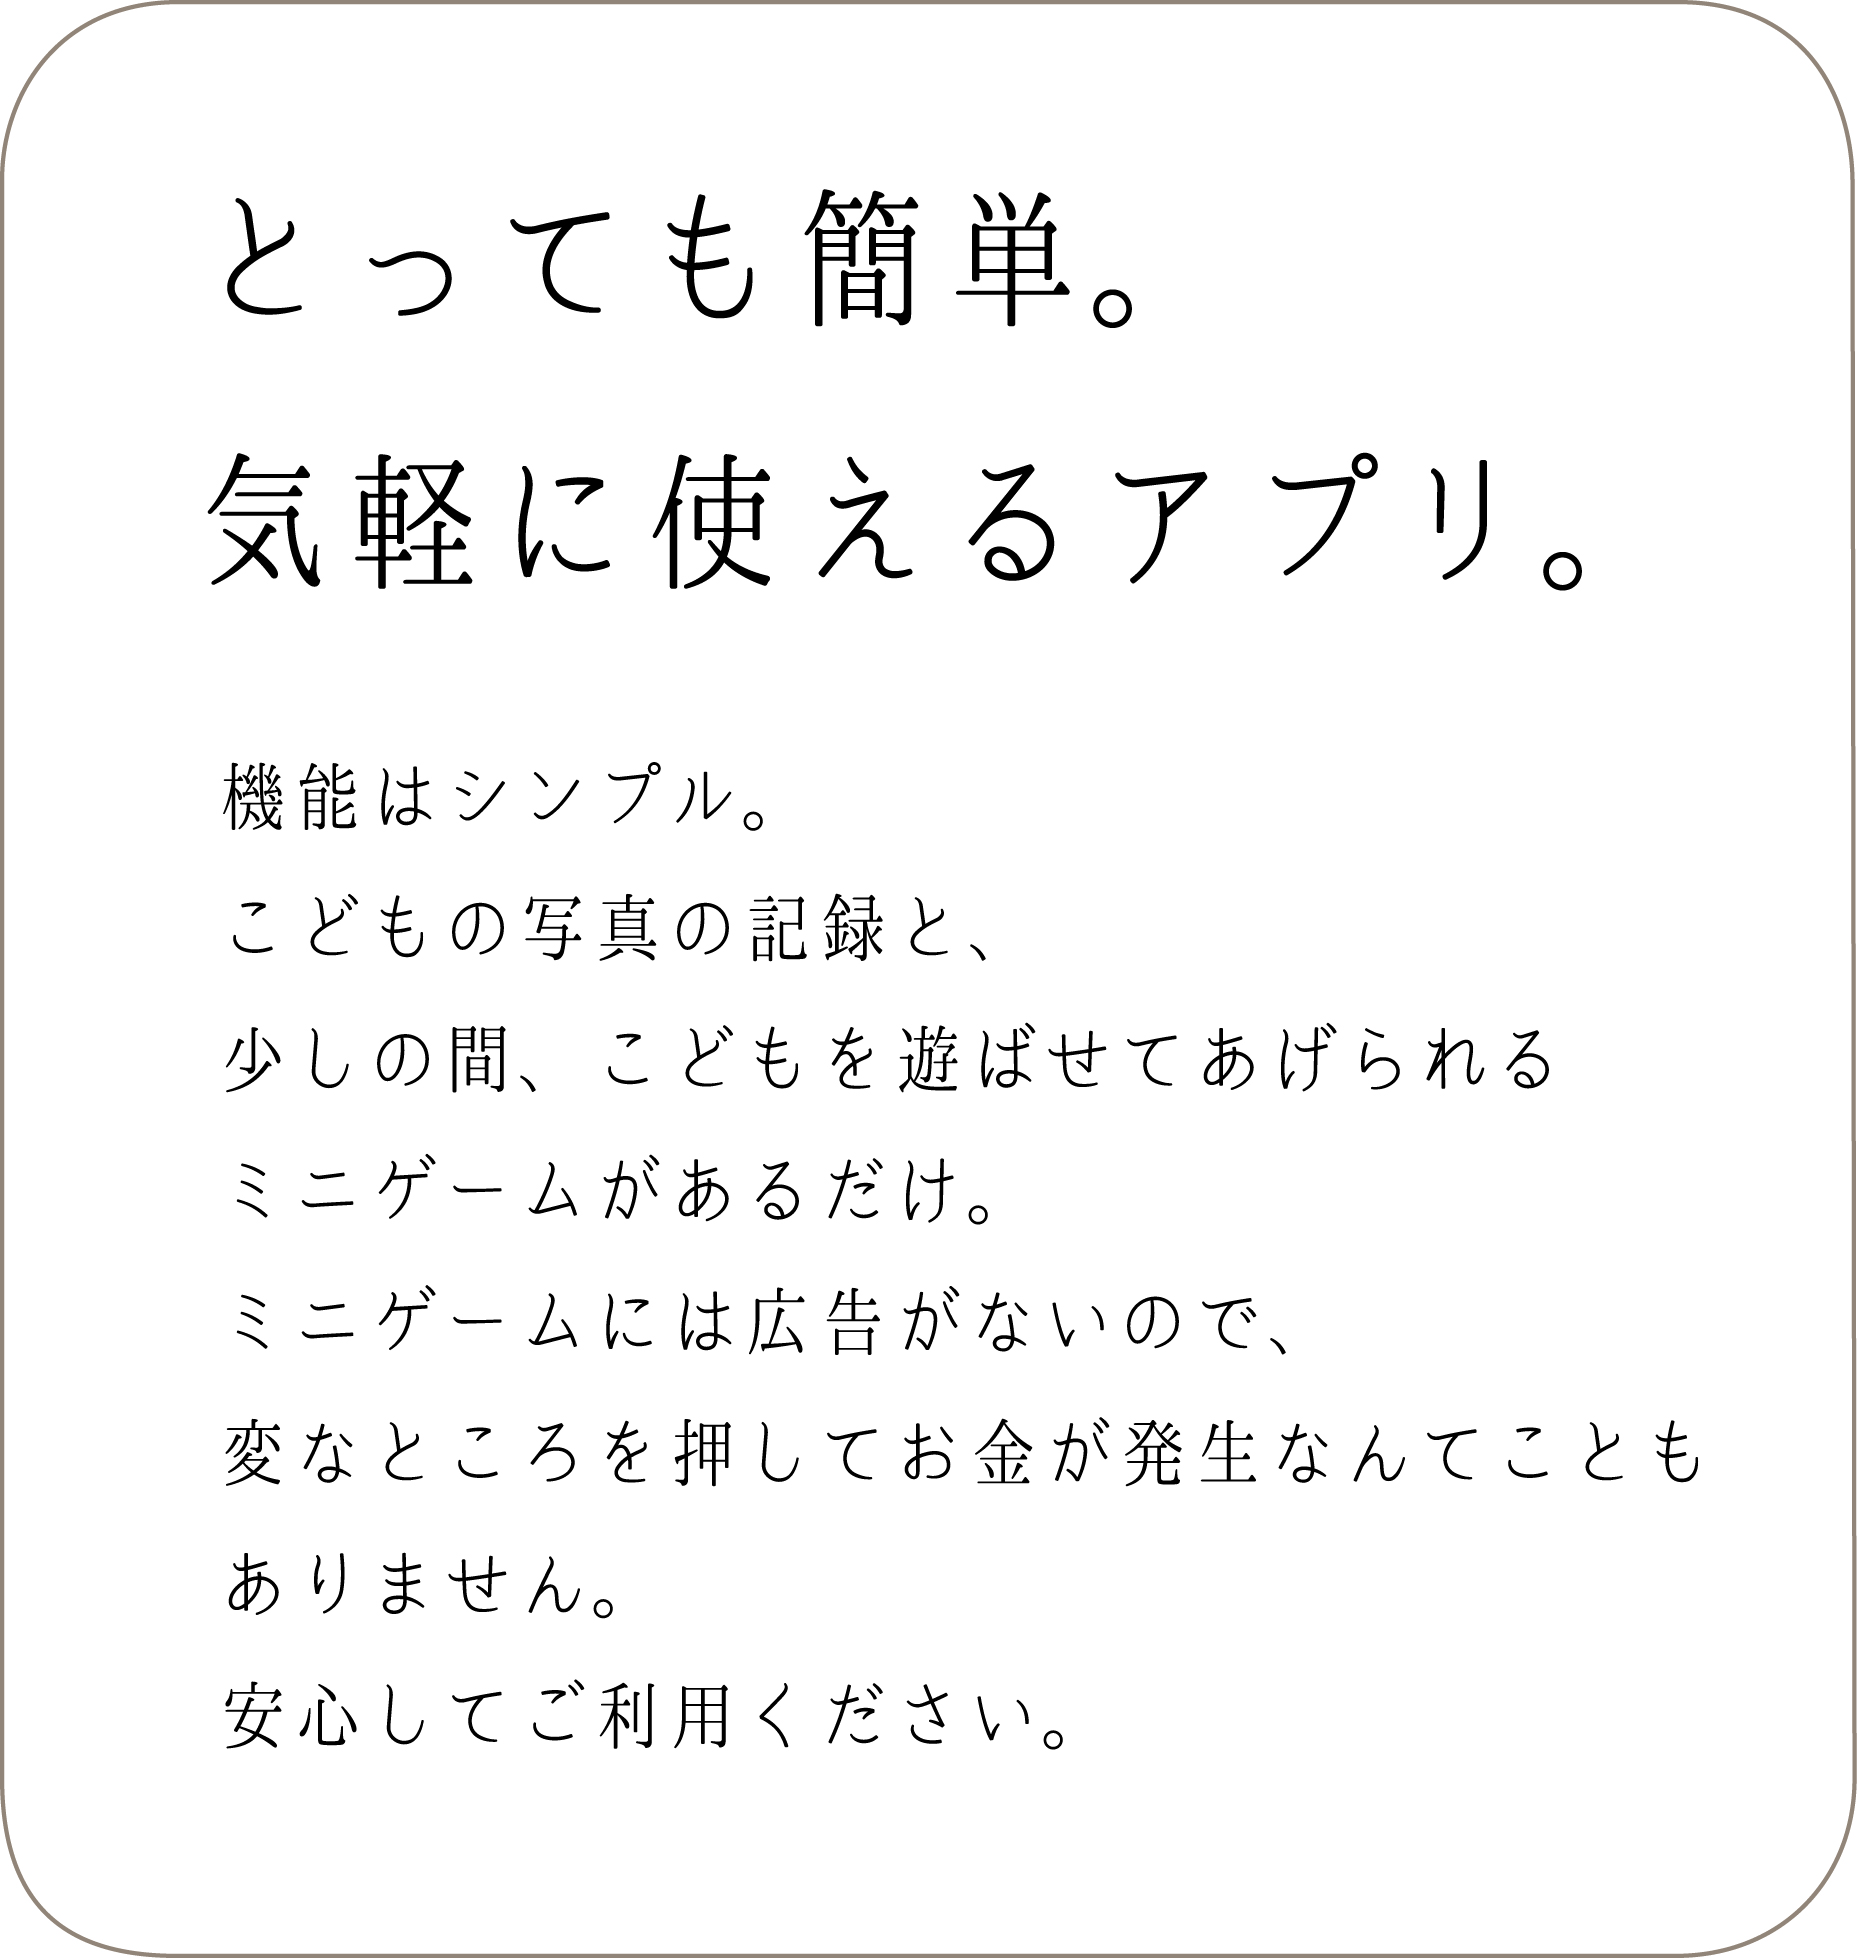 とっても簡単。
気軽に使えるアプリ。
機能はシンプル。
こどもの写真の記録と、
少しの間、こどもを遊ばせてあげられる
ミニゲームがあるだけ。
ミニゲームには広告がないので、
変なところを押してお金が発生なんてことも
ありません。
安心してご利用ください。